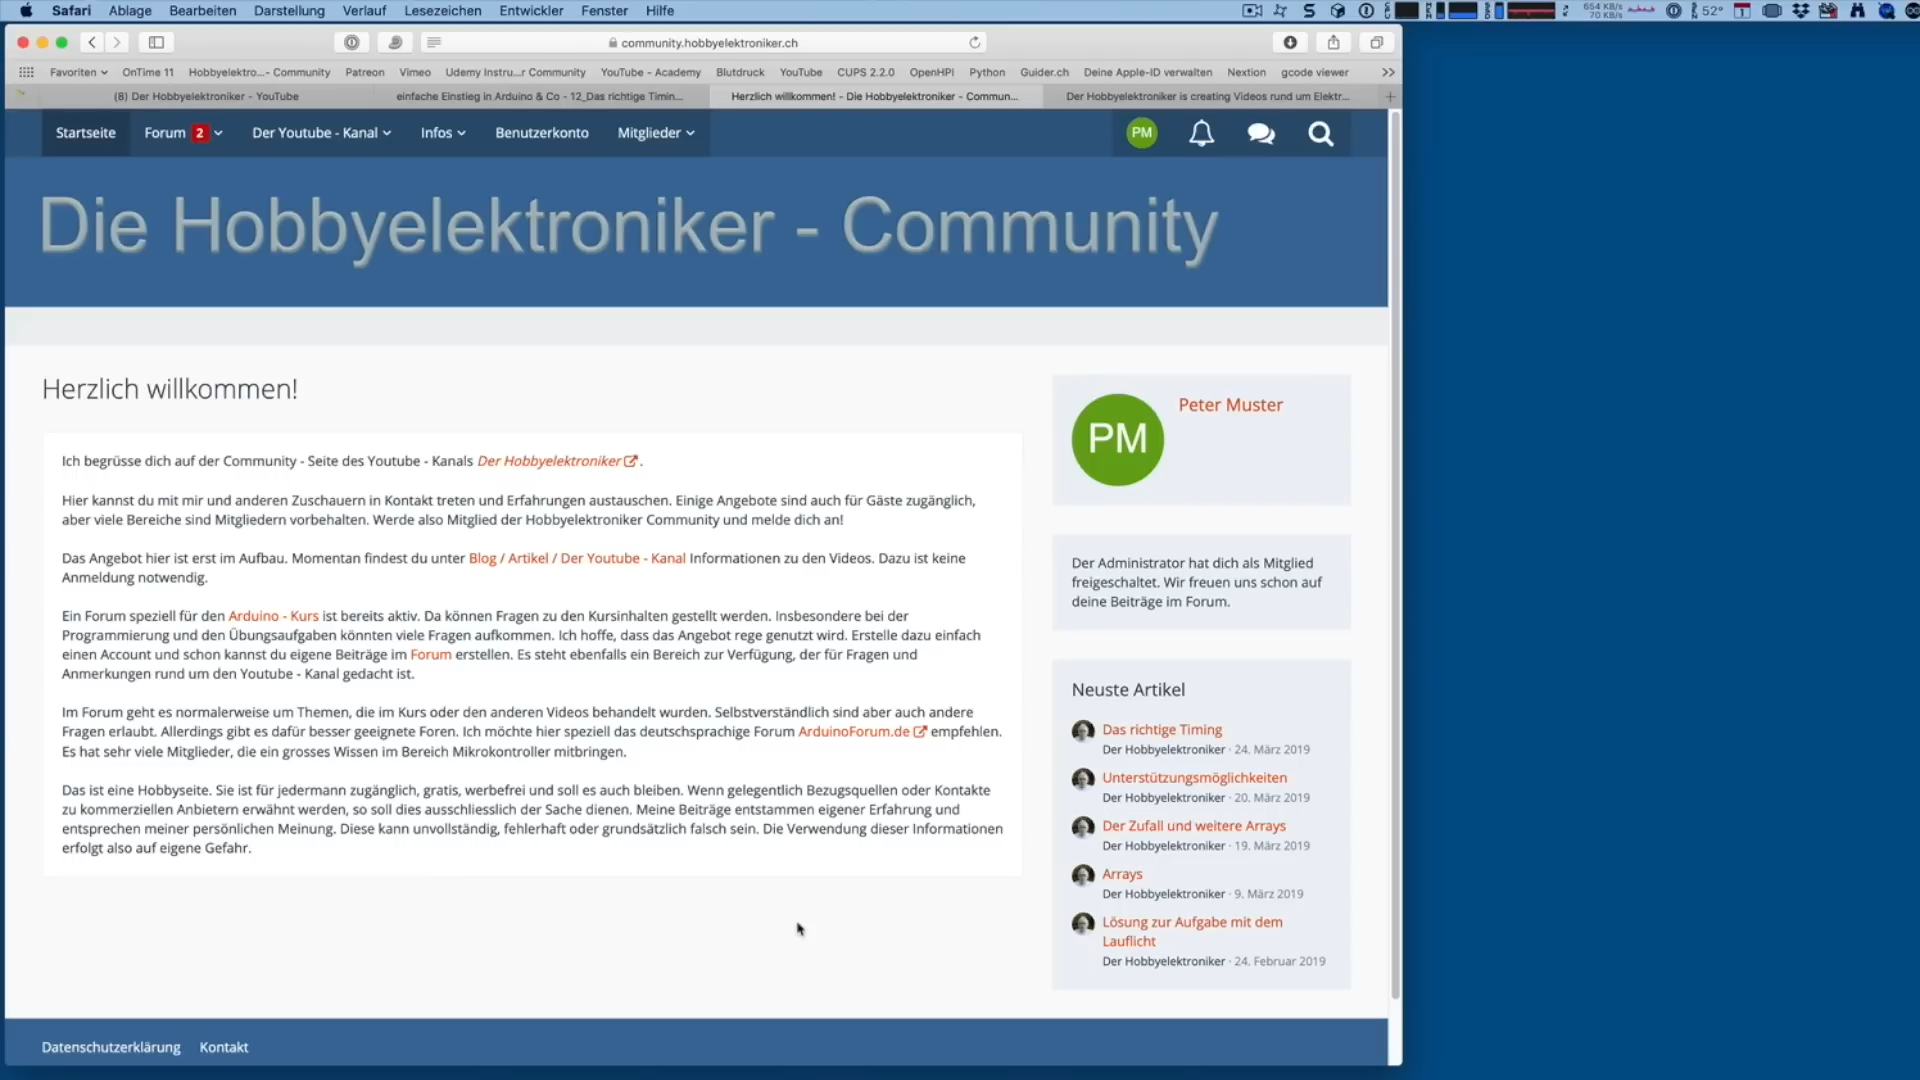 Safari Ablage Bearbeiten Darstellung Verlauf Lesezeichen Entwickler Fenster Hilfe
654 KB/s
70 KB/s
52°
community.hobbyelektroniker.ch
Favoriten OnTime 11 Hobbyelektro...- Community Patreon Vimeo Udemy Instru...r Community YouTube - Academy Blutdruck YouTube CUPS 2.2.0 OpenHPI Python Guider.ch Deine Apple-ID verwalten Nextion gcode viewer
(8) Der Hobbyelektroniker - YouTube einfache Einstieg in Arduino & Co - 12_Das richtige Timin... Herzlich willkommen! - Die Hobbyelektroniker - Commun... Der Hobbyelektroniker is creating Videos rund um Elektr...
Startseite Forum 2 Der Youtube - Kanal Infos Benutzerkonto Mitglieder PM
Die Hobbyelektroniker - Community
Herzlich willkommen!
Ich begrüsse dich auf der Community - Seite des Youtube - Kanals Der Hobbyelektroniker.
Hier kannst du mit mir und anderen Zuschauern in Kontakt treten und Erfahrungen austauschen. Einige Angebote sind auch für Gäste zugänglich,
aber viele Bereiche sind Mitgliedern vorbehalten. Werde also Mitglied der Hobbyelektroniker Community und melde dich an!
Das Angebot hier ist erst im Aufbau. Momentan findest du unter Blog / Artikel / Der Youtube - Kanal Informationen zu den Videos. Dazu ist keine
Anmeldung notwendig.
Ein Forum speziell für den Arduino - Kurs ist bereits aktiv. Da können Fragen zu den Kursinhalten gestellt werden. Insbesondere bei der
Programmierung und den Übungsaufgaben könnten viele Fragen aufkommen. Ich hoffe, dass das Angebot rege genutzt wird. Erstelle dazu einfach
einen Account und schon kannst du eigene Beiträge im Forum erstellen. Es steht ebenfalls ein Bereich zur Verfügung, der für Fragen und
Anmerkungen rund um den Youtube - Kanal gedacht ist.
Im Forum geht es normalerweise um Themen, die im Kurs oder den anderen Videos behandelt wurden. Selbstverständlich sind aber auch andere
Fragen erlaubt. Allerdings gibt es dafür besser geeignete Foren. Ich möchte hier speziell das deutschsprachige Forum ArduinoForum.de empfehlen.
Es hat sehr viele Mitglieder, die ein grosses Wissen im Bereich Mikrokontroller mitbringen.
Das ist eine Hobbyseite. Sie ist für jedermann zugänglich, gratis, werbefrei und soll es auch bleiben. Wenn gelegentlich Bezugsquellen oder Kontakte
zu kommerziellen Anbietern erwähnt werden, so soll dies ausschliesslich der Sache dienen. Meine Beiträge entstammen eigener Erfahrung und
entsprechen meiner persönlichen Meinung. Diese kann unvollständig, fehlerhaft oder grundsätzlich falsch sein. Die Verwendung dieser Informationen
erfolgt also auf eigene Gefahr.
PM
Peter Muster
Der Administrator hat dich als Mitglied
freigeschaltet. Wir freuen uns schon auf
deine Beiträge im Forum.
Neuste Artikel
Das richtige Timing
Der Hobbyelektroniker · 24. März 2019
Unterstützungsmöglichkeiten
Der Hobbyelektroniker · 20. März 2019
Der Zufall und weitere Arrays
Der Hobbyelektroniker · 19. März 2019
Arrays
Der Hobbyelektroniker · 9. März 2019
Lösung zur Aufgabe mit dem
Lauflicht
Der Hobbyelektroniker · 24. Februar 2019
Datenschutzerklärung Kontakt